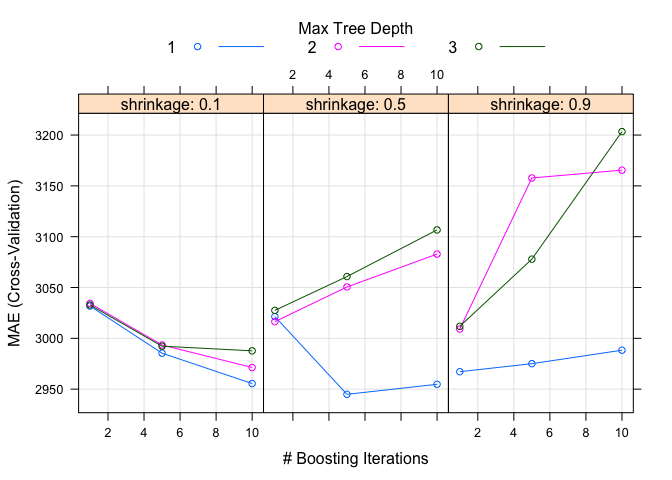 Max Tree Depth
1 2 3
2 4 6 8 10
shrinkage: 0.1 shrinkage: 0.5 shrinkage: 0.9
3200
3150
3100
3050
3000
2950
MAE (Cross-Validation)
2 4 6 8 10 2 4 6 8 10
# Boosting Iterations